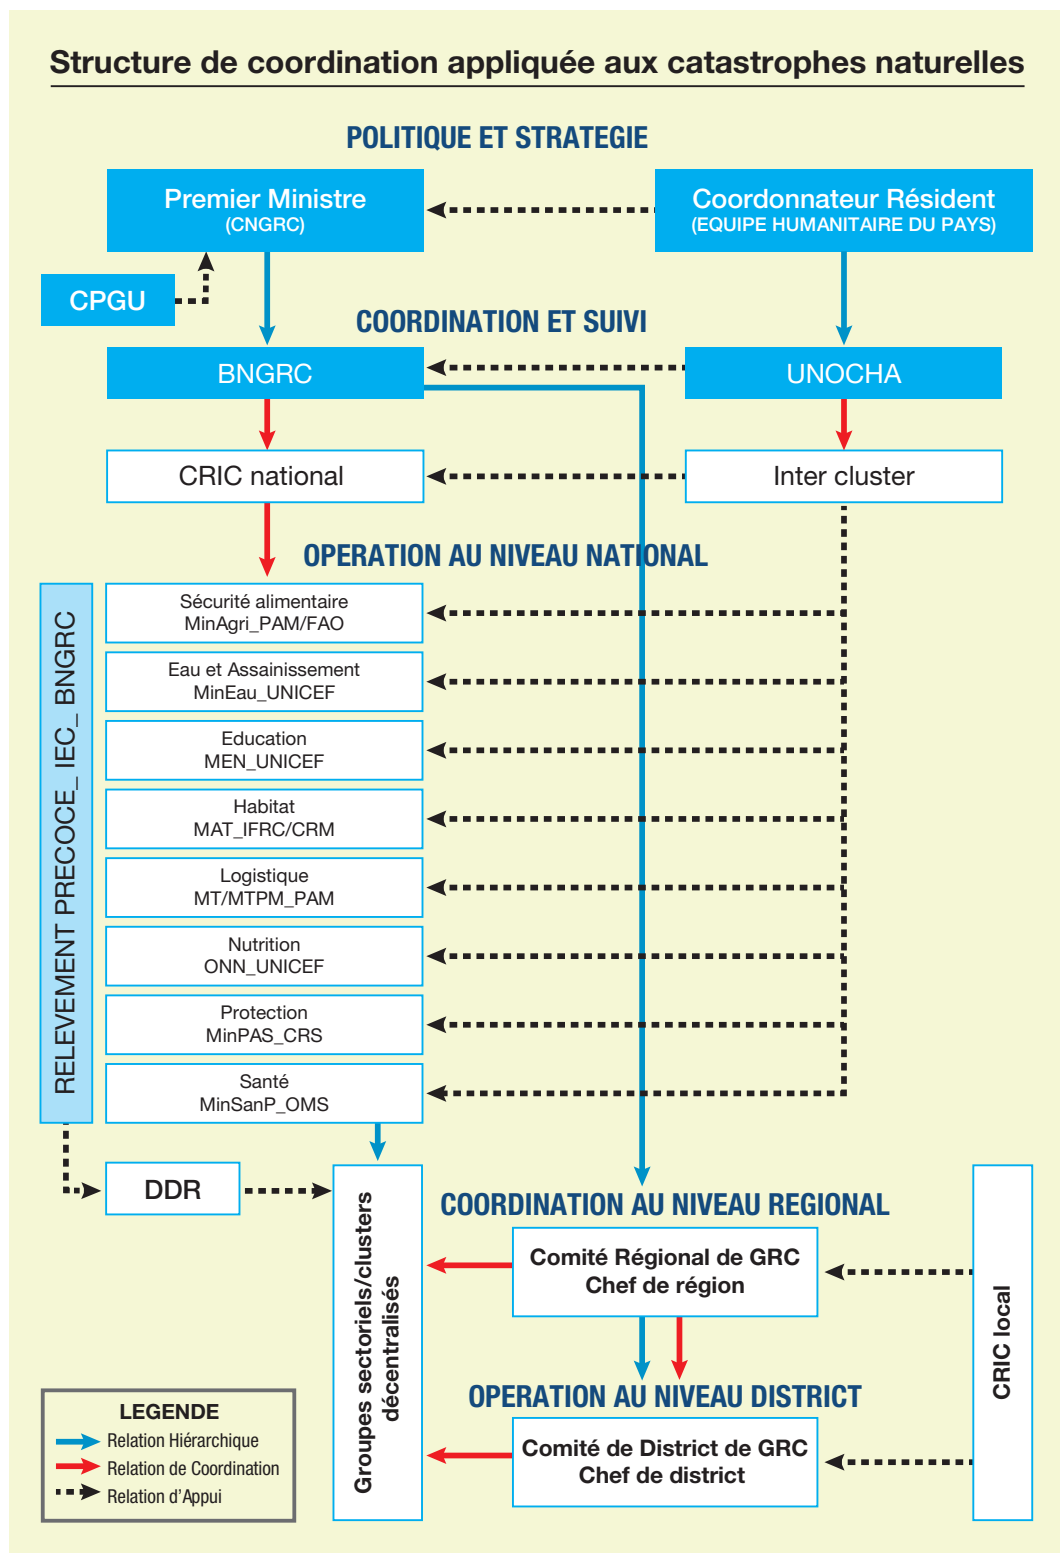 Structure de coordination appliquée aux catastrophes naturelles
POLITIQUE ET STRATEGIE
Premier Ministre
(CNGRC)
Coordonnateur Résident
(EQUIPE HUMANITAIRE DU PAYS)
CPGU
COORDINATION ET SUIVI
BNGRC
UNOCHA
CRIC national
Inter cluster
OPERATION AU NIVEAU NATIONAL
RELEVEMENT PRECOCE_ IEC_ BNGRC
Sécurité alimentaire
MinAgri_PAM/FAO
Eau et Assainissement
MinEau_UNICEF
Education
MEN_UNICEF
Habitat
MAT_IFRC/CRM
Logistique
MT/MTPM_PAM
Nutrition
ONN_UNICEF
Protection
MinPAS_CRS
Santé
MinSanP_OMS
DDR
Groupes sectoriels/clusters
décentralisés
COORDINATION AU NIVEAU REGIONAL
Comité Régional de GRC
Chef de région
CRIC local
OPERATION AU NIVEAU DISTRICT
Comité de District de GRC
Chef de district
LEGENDE
Relation Hiérarchique
Relation de Coordination
Relation d'Appui